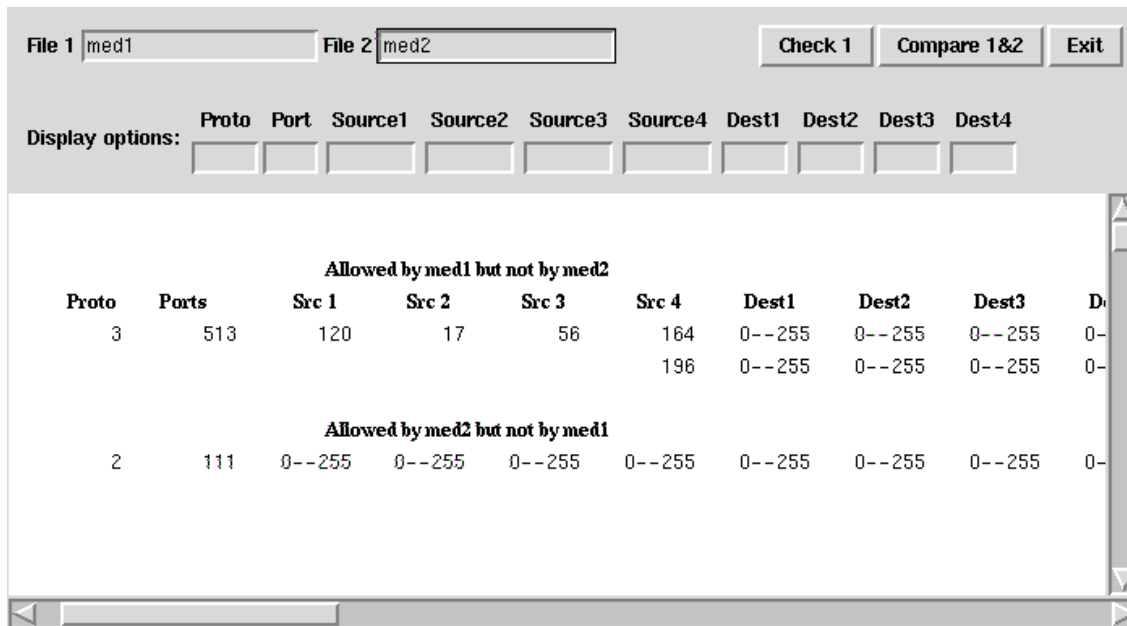 File 1 med1 File 2 med2 Check 1 Compare 1&2 Exit
Proto Port Source1 Source2 Source3 Source4 Dest1 Dest2 Dest3 Dest4
Display options:
Allowed by med1 but not by med2
Proto Ports Src 1 Src 2 Src 3 Src 4 Dest1 Dest2 Dest3
3 513 120 17 56 164 0--255 0--255 0--255 0-
196 0--255 0--255 0--255 0-
Allowed by med2 but not by med1
2 111 0--255 0--255 0--255 0--255 0--255 0--255 0--255 0-